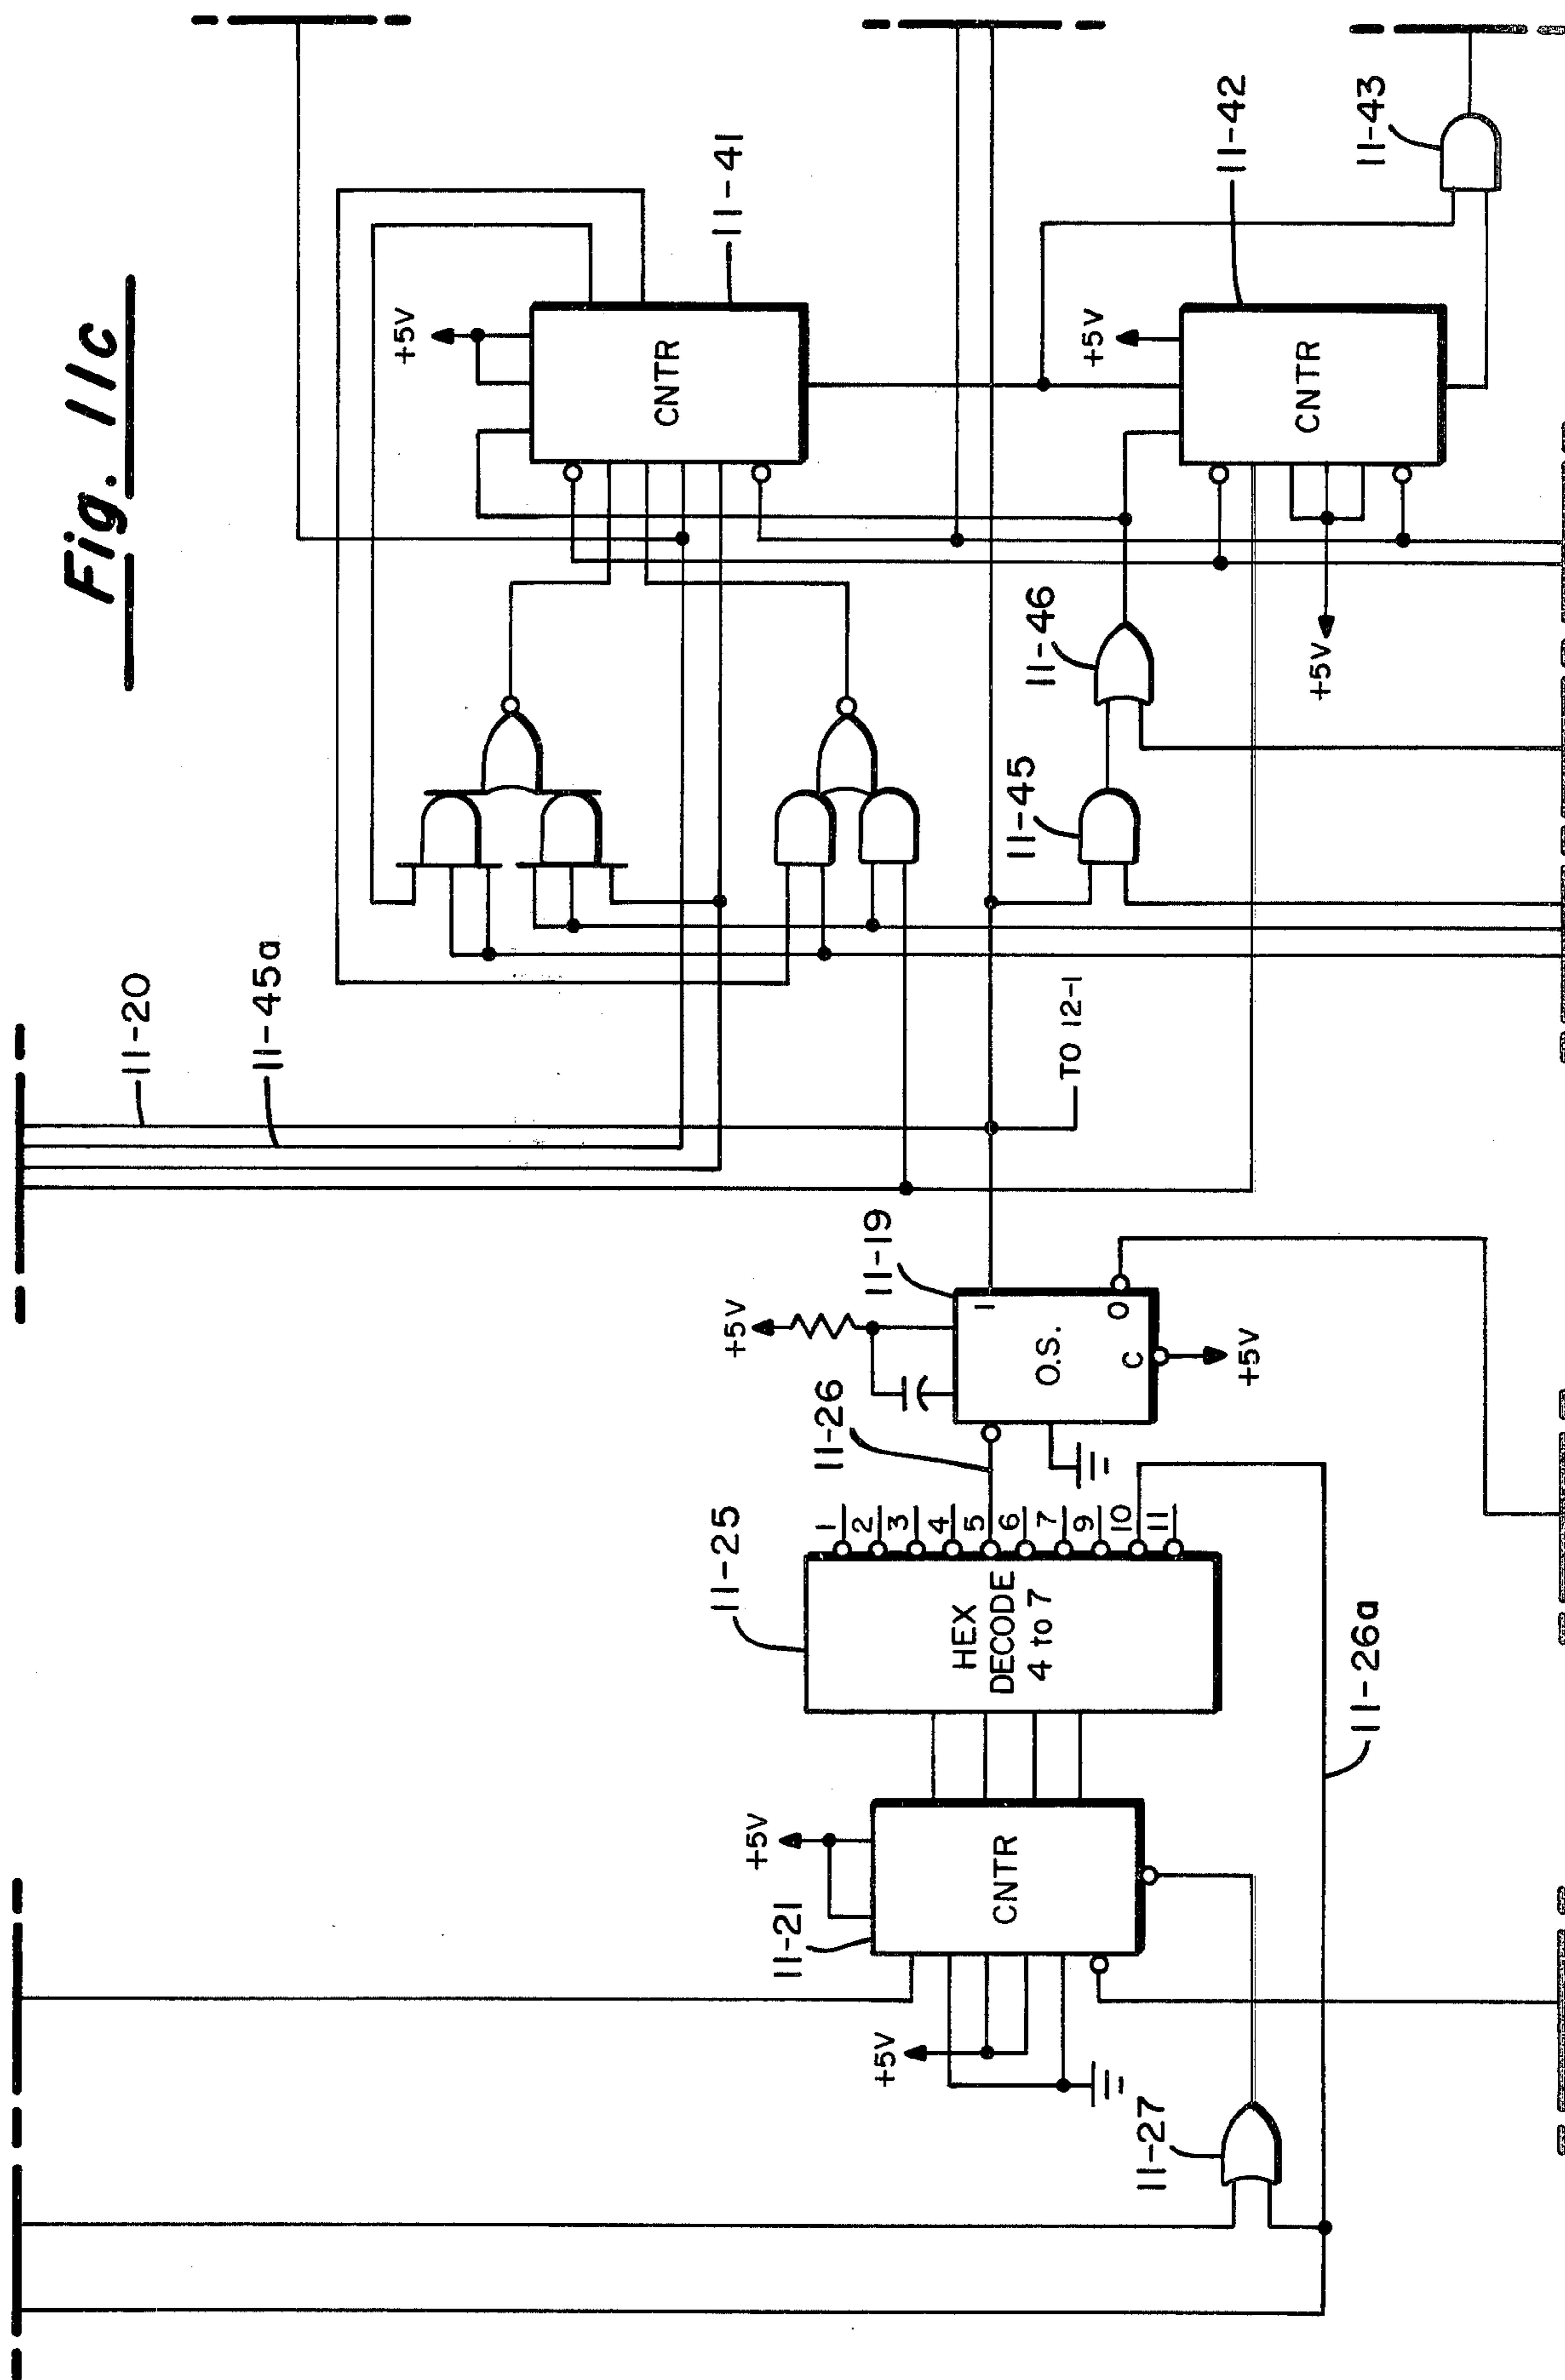 Fig. 11c
11-20
11-45a
+5V
CNTR
11-41
+5V
CNTR
11-42
+5V
11-43
11-45
11-46
TO 12-1
11-19
+5V
O.S.
1
0
C
+5V
11-26
11-25
HEX
DECODE
4 to 7
1
2
3
4
5
6
7
9
10
11
11-26a
+5V
CNTR
11-21
+5V
11-27